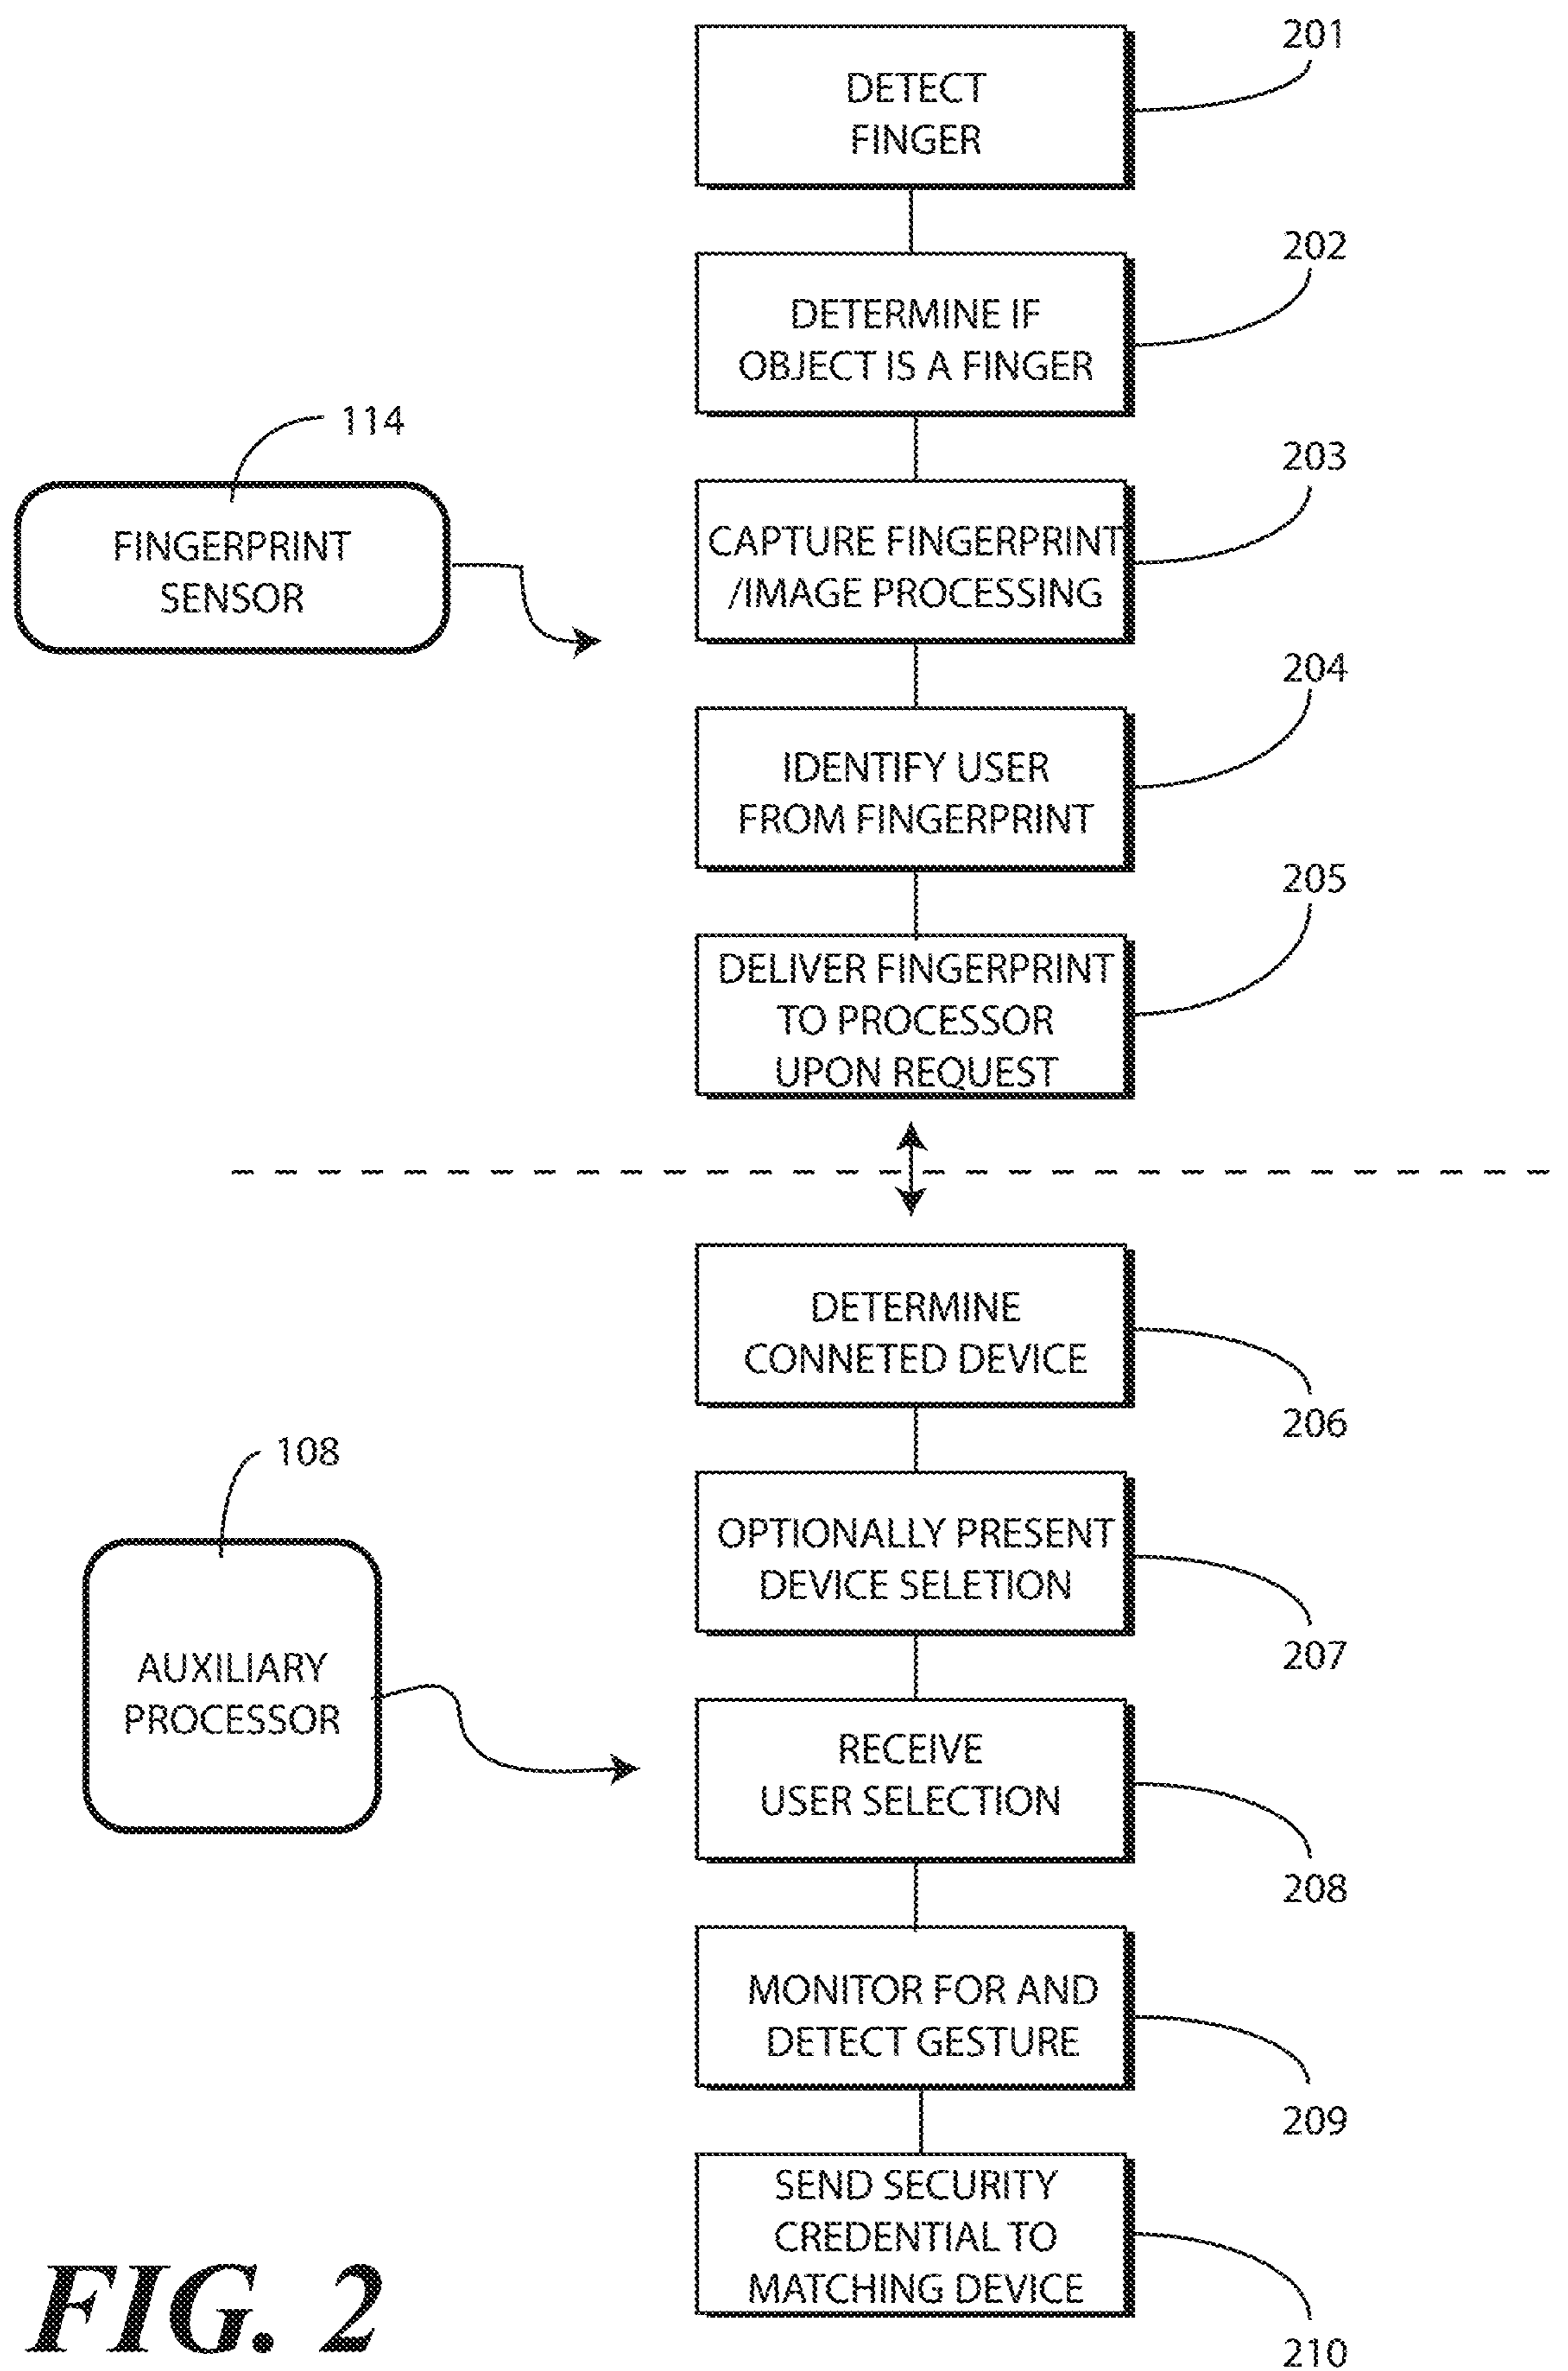 201
DETECT
FINGER
202
DETERMINE IF
OBJECT IS A FINGER
114
FINGERPRINT
SENSOR
203
CAPTURE FINGERPRINT
/IMAGE PROCESSING
204
IDENTIFY USER
FROM FINGERPRINT
205
DELIVER FINGERPRINT
TO PROCESSOR
UPON REQUEST
DETERMINE
CONNETED DEVICE
206
108
AUXILIARY
PROCESSOR
OPTIONALLY PRESENT
DEVICE SELETION
207
RECEIVE
USER SELECTION
208
MONITOR FOR AND
DETECT GESTURE
209
SEND SECURITY
CREDENTIAL TO
MATCHING DEVICE
210
FIG. 2